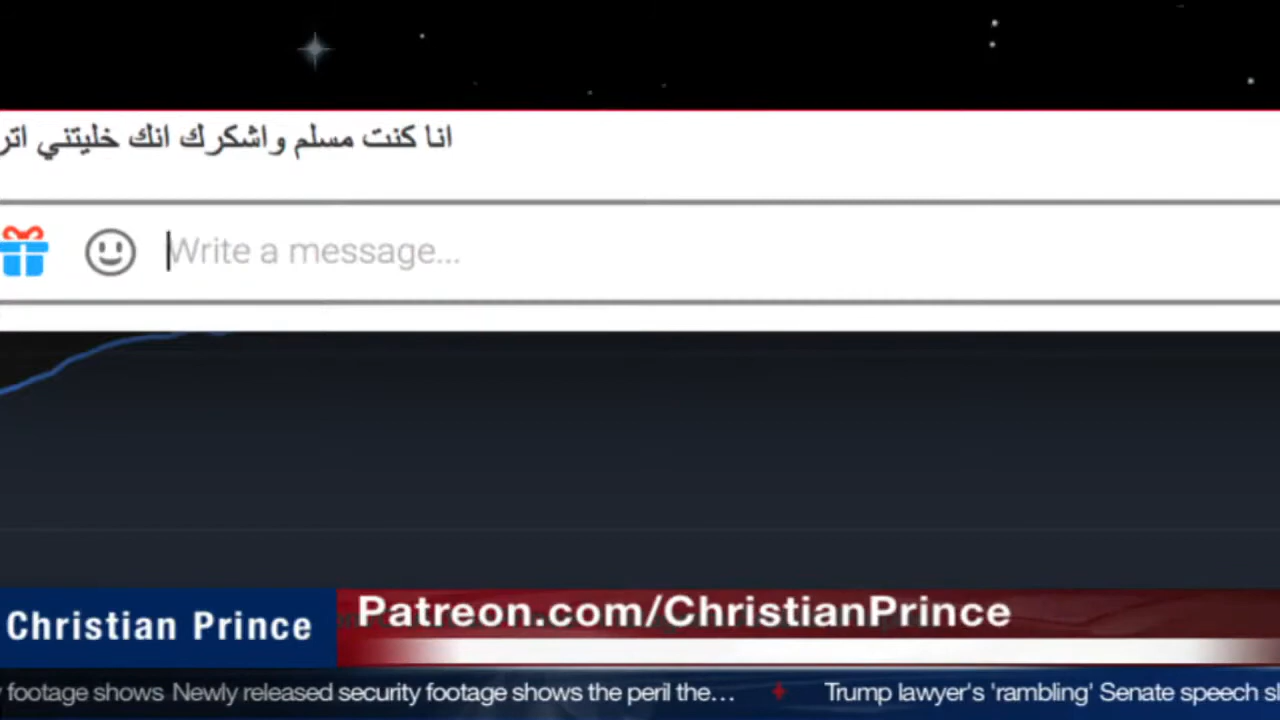 انا كنت مسلم واشكرك انك خليتني
Write a message...
Christian Prince
Patreon.com/ChristianPrince
footage shows Newly released security footage shows the peril the… Trump lawyer's 'rambling' Senate speech